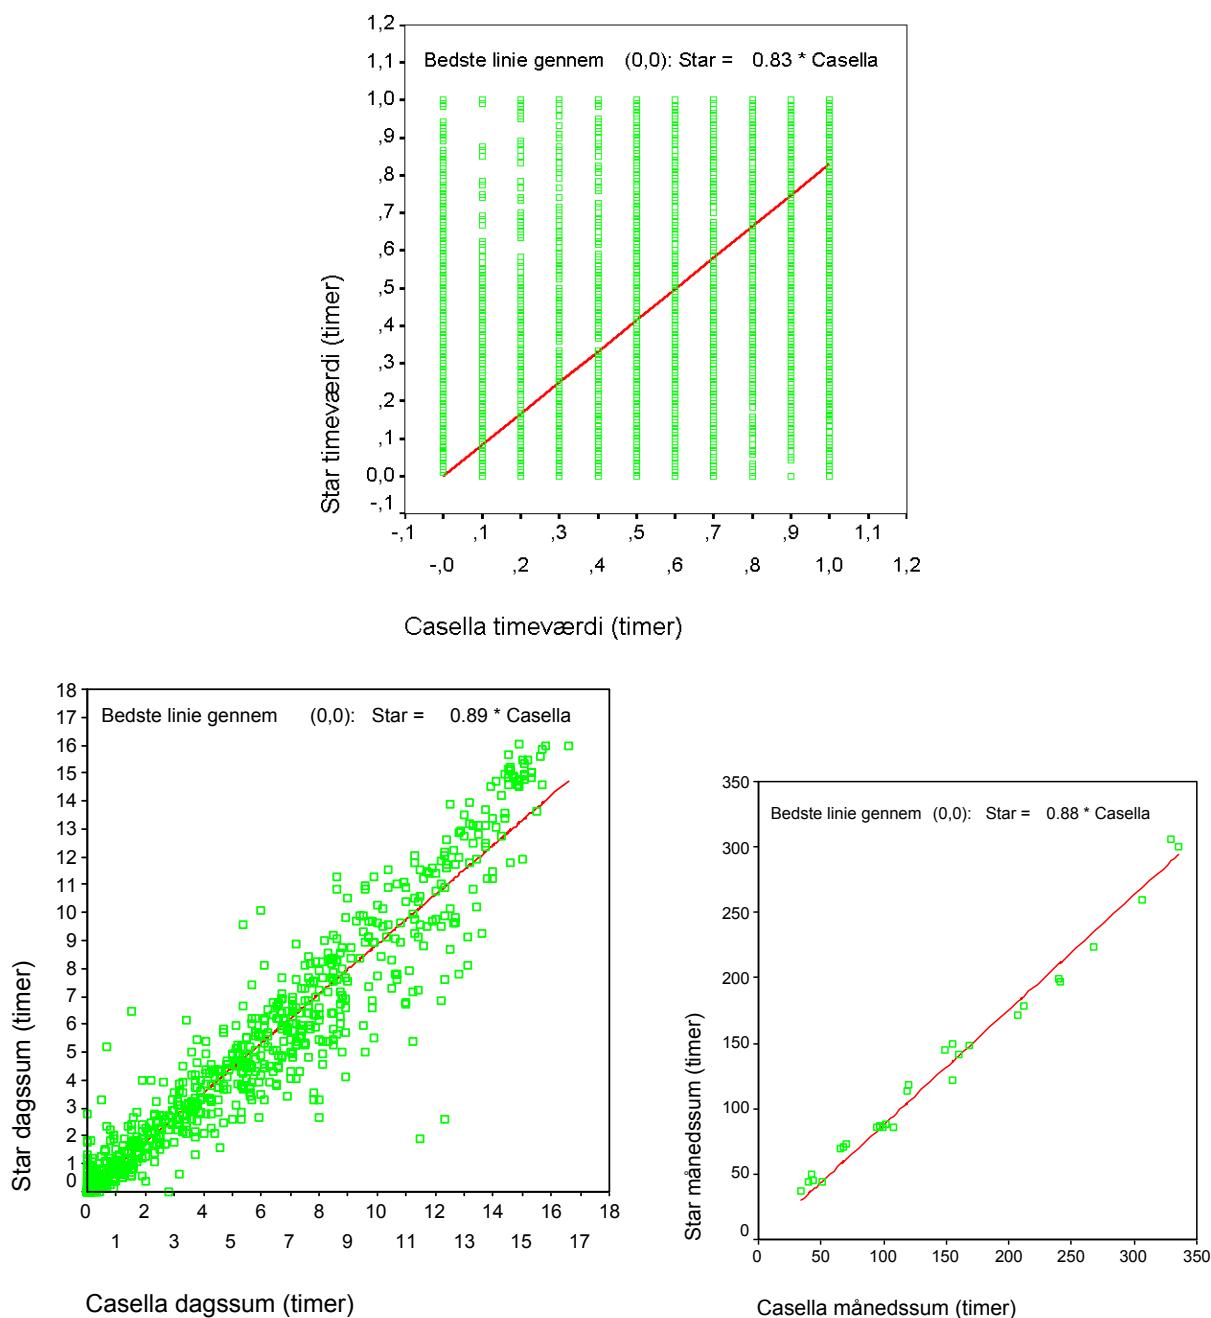 1,2
Bedste linie gennem (0,0): Star = 0.83 * Casella
1,1
1,0
,9
,8
,7
,6
,5
,4
,3
,2
,1
0,0
-,1
Star timeværdi (timer)
-,1 ,1 ,3 ,5 ,7 ,9 1,1
-,0 ,2 ,4 ,6 ,8 1,0 1,2
Casella timeværdi (timer)
18
17
Bedste linie gennem (0,0): Star = 0.89 * Casella
16
15
14
13
12
11
10
9
8
7
6
5
4
3
2
1
0
Star dagssum (timer)
0 2 4 6 8 10 12 14 16 18
1 3 5 7 9 11 13 15 17
Casella dagssum (timer)
350
Bedste linie gennem (0,0): Star = 0.88 * Casella
300
250
200
150
100
50
0
Star månedssum (timer)
0 50 100 150 200 250 300 350
Casella månedssum (timer)